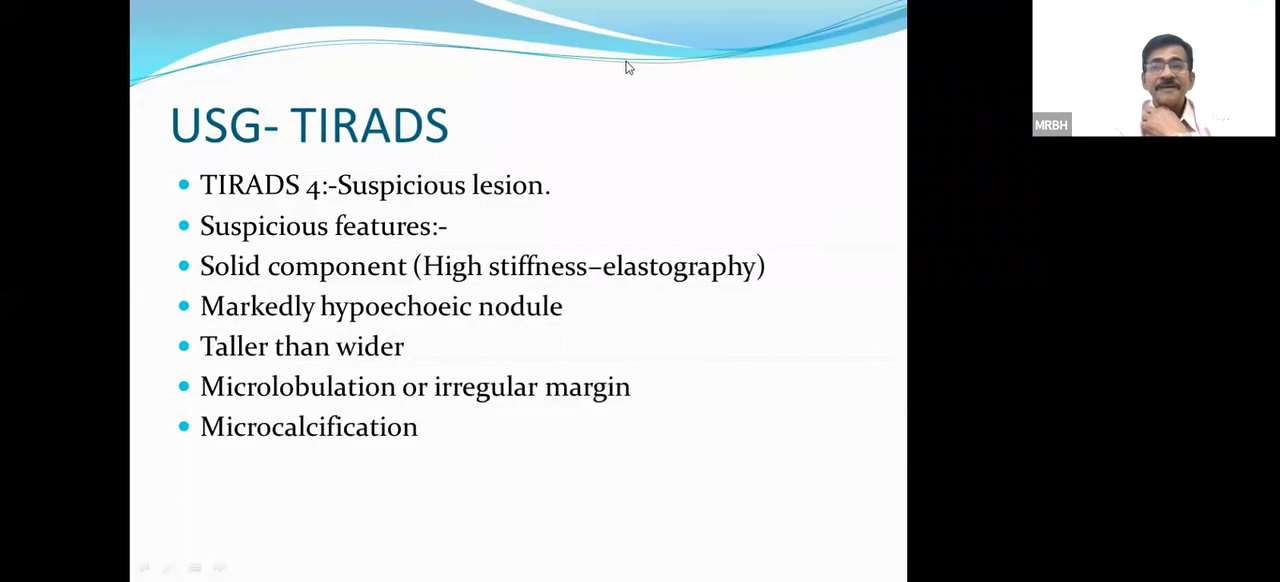 USG- TIRADS
TIRADS 4:-Suspicious lesion.
Suspicious features:-
Solid component (High stiffness–elastography)
Markedly hypoechoeic nodule
Taller than wider
Microlobulation or irregular margin
Microcalcification
MRBH